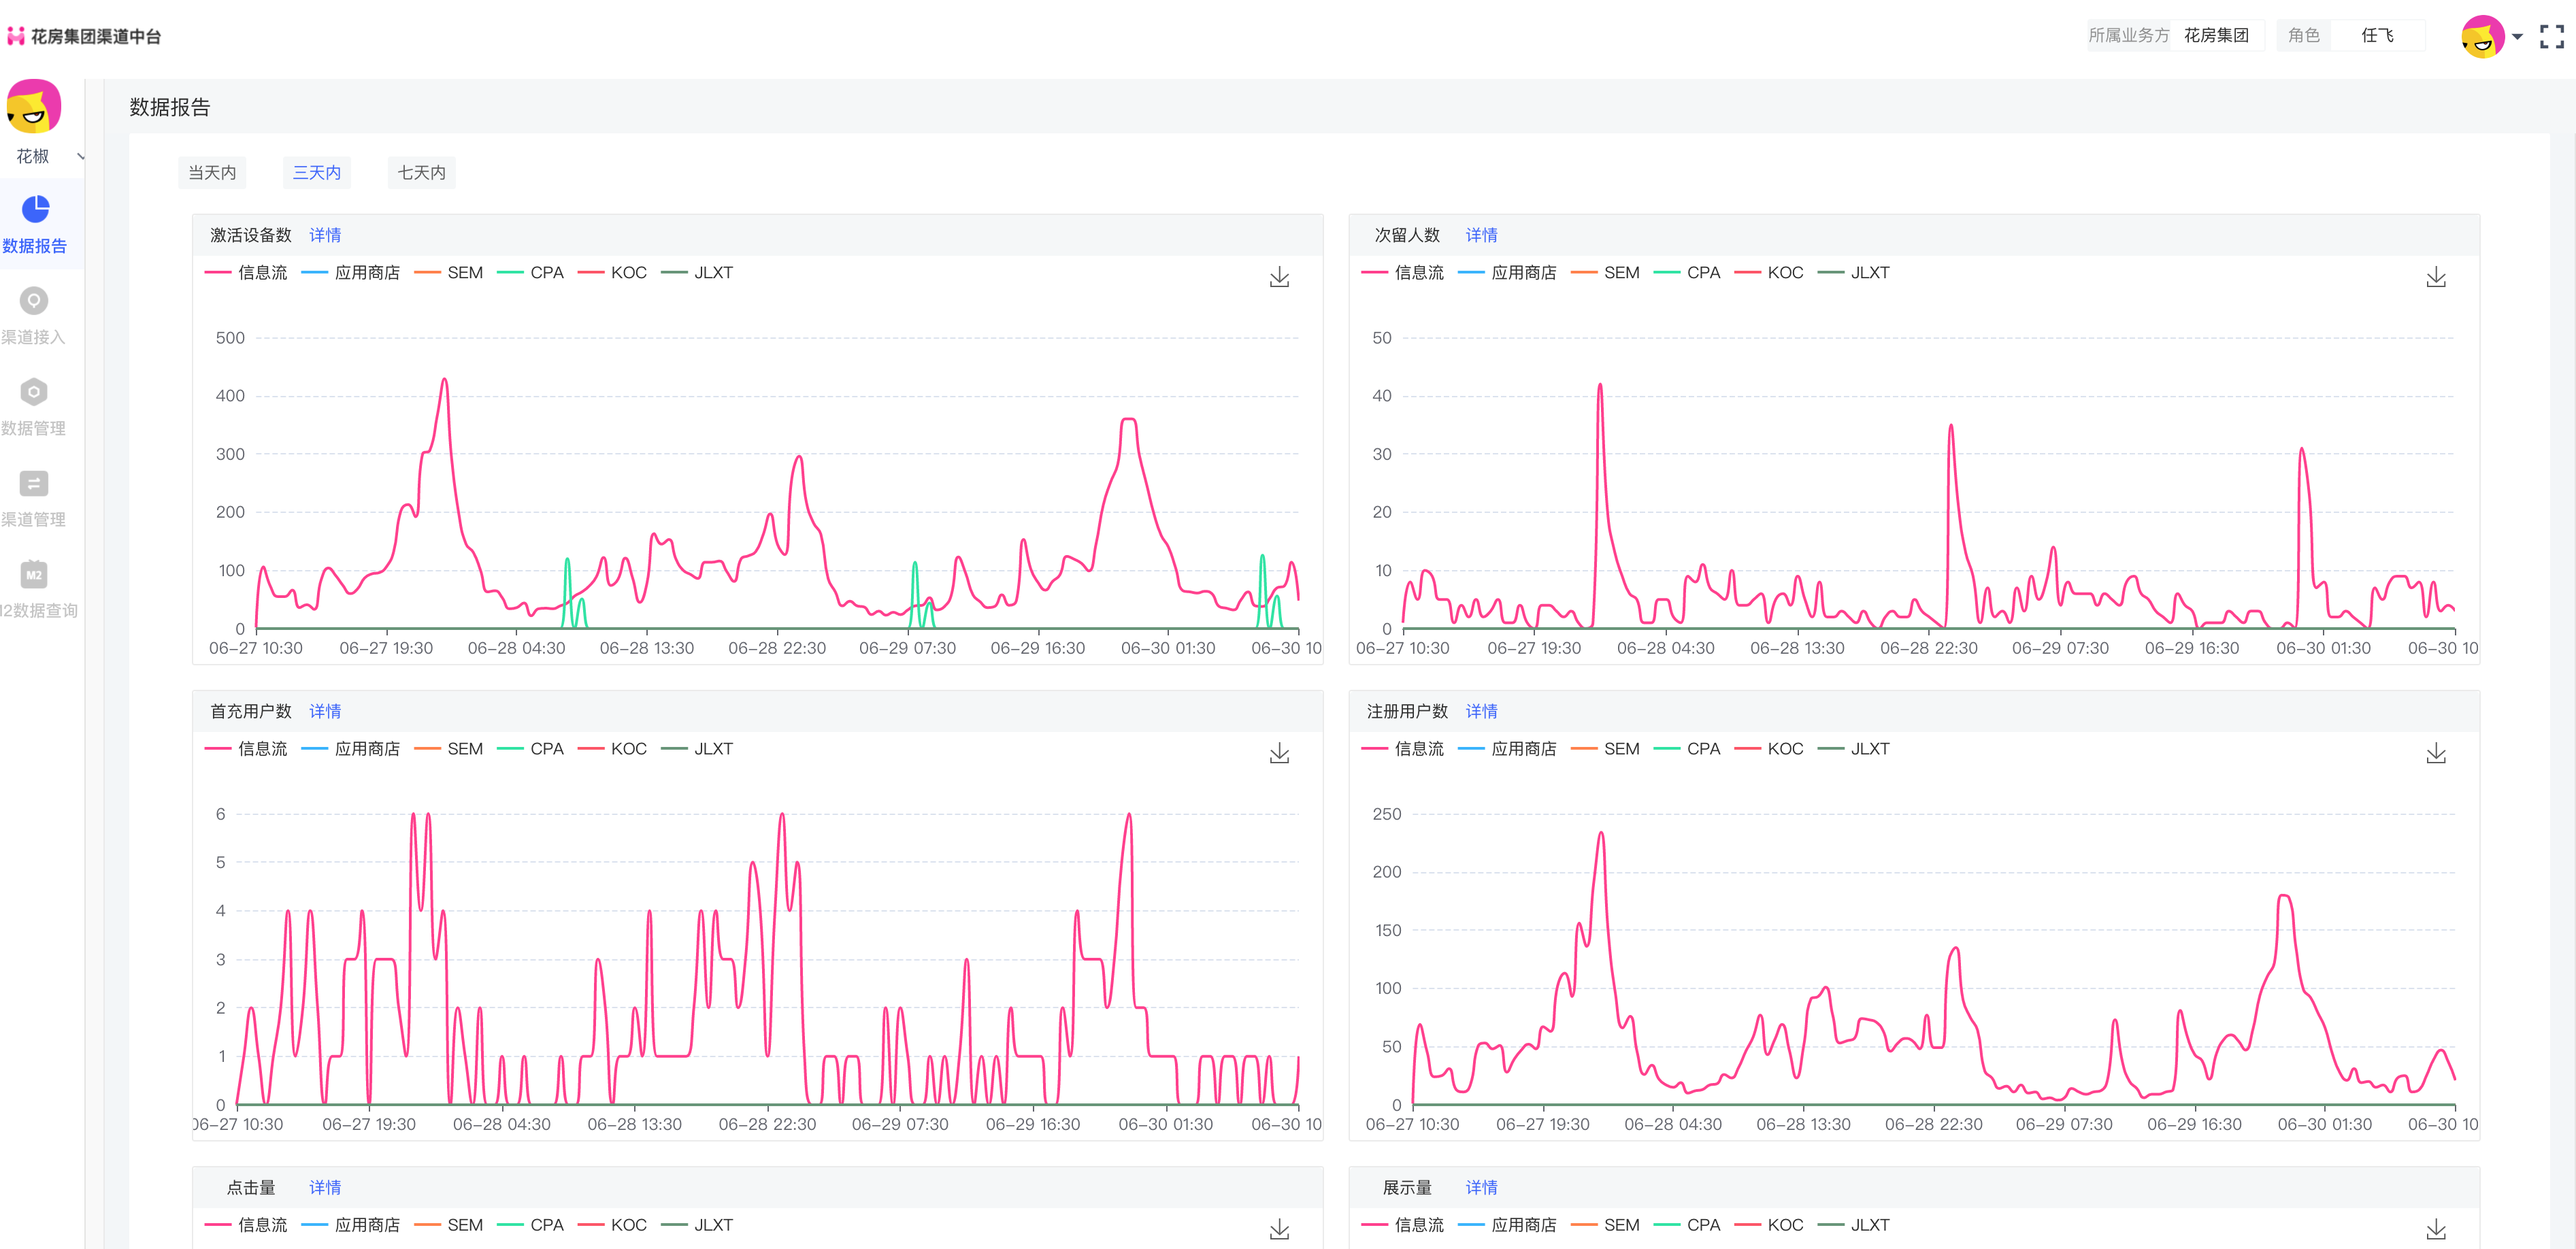 花房集团渠道中台
所属业务方 花房集团 角色 任飞
花椒
数据报告
渠道接入
数据管理
渠道管理
M2
12数据查询
数据报告
当天内 三天内 七天内
激活设备数 详情
信息流 应用商店 SEM CPA KOC JLXT
500
400
300
200
100
0
06-27 10:30 06-27 19:30 06-28 04:30 06-28 13:30 06-28 22:30 06-29 07:30 06-29 16:30 06-30 01:30 06-30 10
次留人数 详情
信息流 应用商店 SEM CPA KOC JLXT
50
40
30
20
10
0
06-27 10:30 06-27 19:30 06-28 04:30 06-28 13:30 06-28 22:30 06-29 07:30 06-29 16:30 06-30 01:30 06-30 10
首充用户数 详情
信息流 应用商店 SEM CPA KOC JLXT
6
5
4
3
2
1
0
06-27 10:30 06-27 19:30 06-28 04:30 06-28 13:30 06-28 22:30 06-29 07:30 06-29 16:30 06-30 01:30 06-30 10
注册用户数 详情
信息流 应用商店 SEM CPA KOC JLXT
250
200
150
100
50
0
06-27 10:30 06-27 19:30 06-28 04:30 06-28 13:30 06-28 22:30 06-29 07:30 06-29 16:30 06-30 01:30 06-30 10
点击量 详情
信息流 应用商店 SEM CPA KOC JLXT
展示量 详情
信息流 应用商店 SEM CPA KOC JLXT